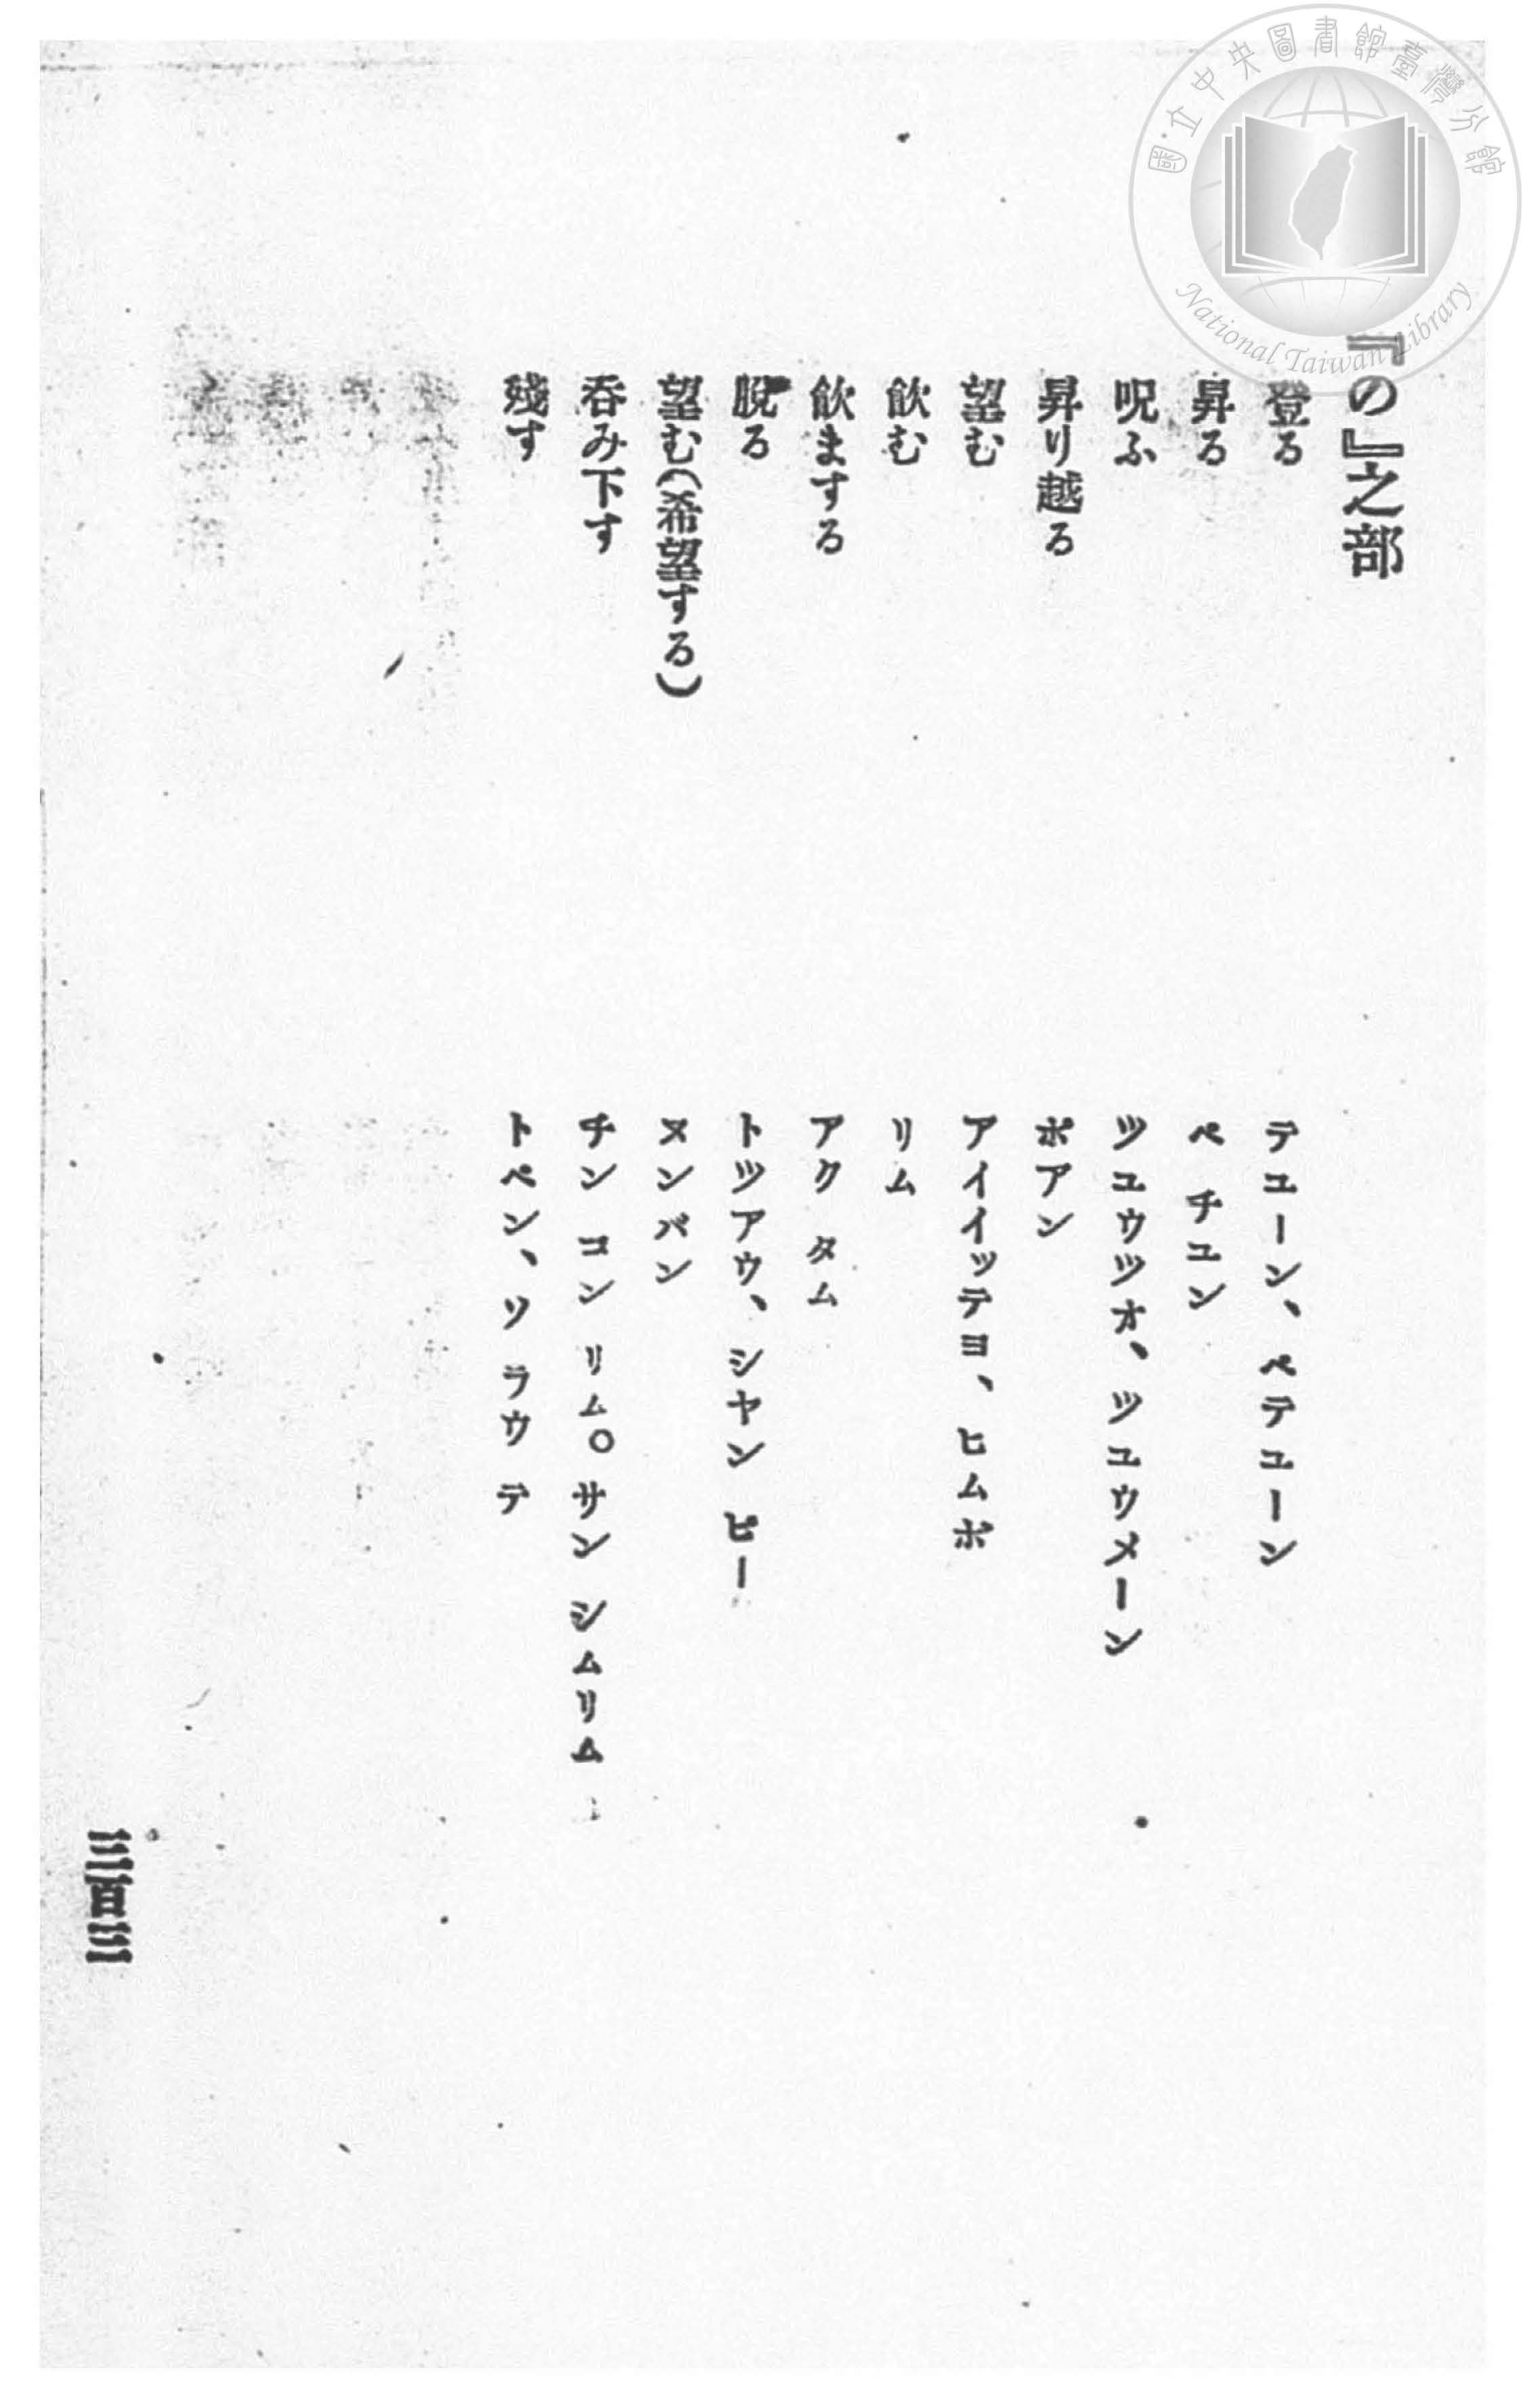 國立中央圖書館臺灣分館
National Taiwan Library
『の』之部
登る　テユーン、ペテユーン
昇る　ペ チユン
呪ふ　ツユウツオ、ツユウメーン
昇り越る　ポアン
望む　アイイッテヨ、ヒムボ
飲む　リム
飲まする　アク タム
脱る　トツアウ、シヤン ピー
望む(希望する)　ヌンバン
呑み下す　チン コン リム。サン シムリム
殘す　トペン、ソ ラウ テ
三百三